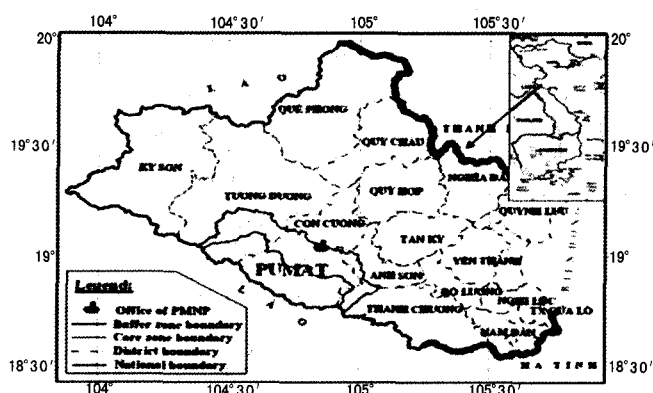 104° 104°30′ 105° 105°30′
20° 20°
L A O
QUE PHONG
THANH
QUY CHAU
19°30′ 19°30′
KY SON
NGHIA DA
TUONG DUONG
QUY HOP
QUYNH LUU
CON CUONG
TAN KY
19° 19°
YEN THANH
PUMAT
ANH SON
DO LUONG
Legend:
L A O
THANH CHUONG
NGHI LOC
TX CUA LO
Office of PMNP
Buffer zone boundary
NAM DAN
Core zone boundary
District boundary
18°30′ 18°30′
National boundary
HA TINH
104° 104°30′ 105° 105°30′